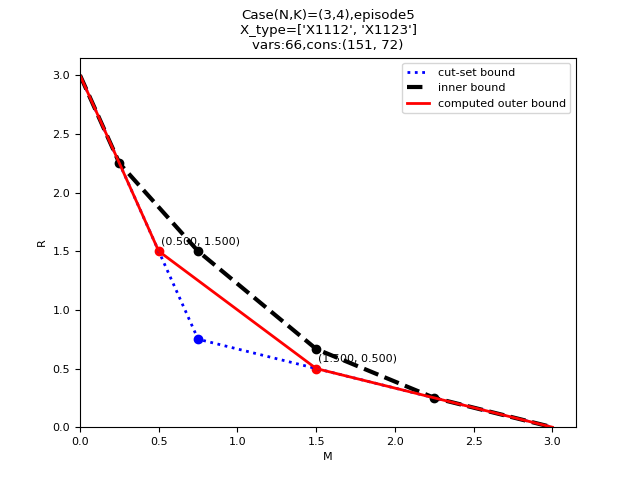 Case(N,K)=(3,4),episode5
X_type=['X1112', 'X1123']
vars:66,cons:(151, 72)
cut-set bound
inner bound
computed outer bound
3.0
2.5
2.0
1.5
1.0
0.5
0.0
R
(0.500, 1.500)
(1.500, 0.500)
0.0 0.5 1.0 1.5 2.0 2.5 3.0
M